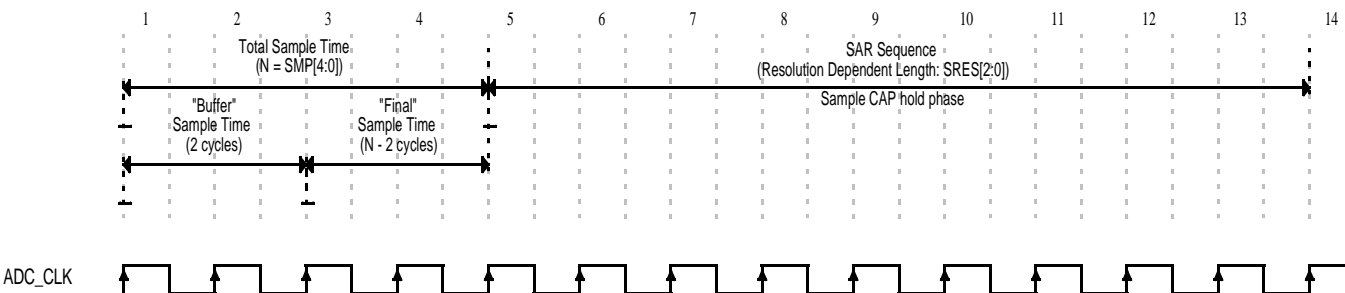 1 2 3 4 5 6 7 8 9 10 11 12 13 14
Total Sample Time
(N = SMP[4:0])
SAR Sequence
(Resolution Dependent Length: SRES[2:0])
Sample CAP hold phase
"Buffer"
Sample Time
(2 cycles)
"Final"
Sample Time
(N - 2 cycles)
ADC_CLK